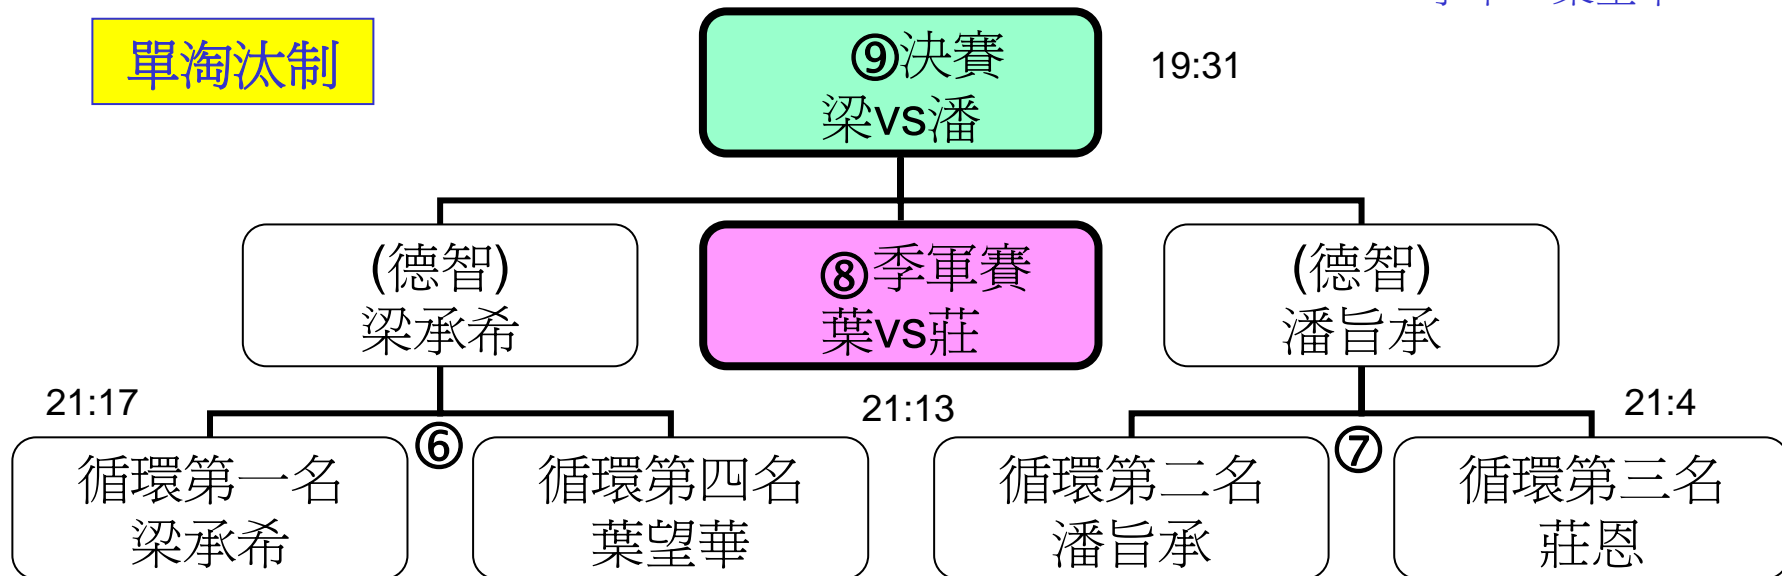 單淘汰制
⑨決賽
梁vs潘
19:31
(德智)
梁承希
⑧季軍賽
葉vs莊
(德智)
潘旨承
21:17
21:13
21:4
⑥
⑦
循環第一名
梁承希
循環第四名
葉望華
循環第二名
潘旨承
循環第三名
莊恩